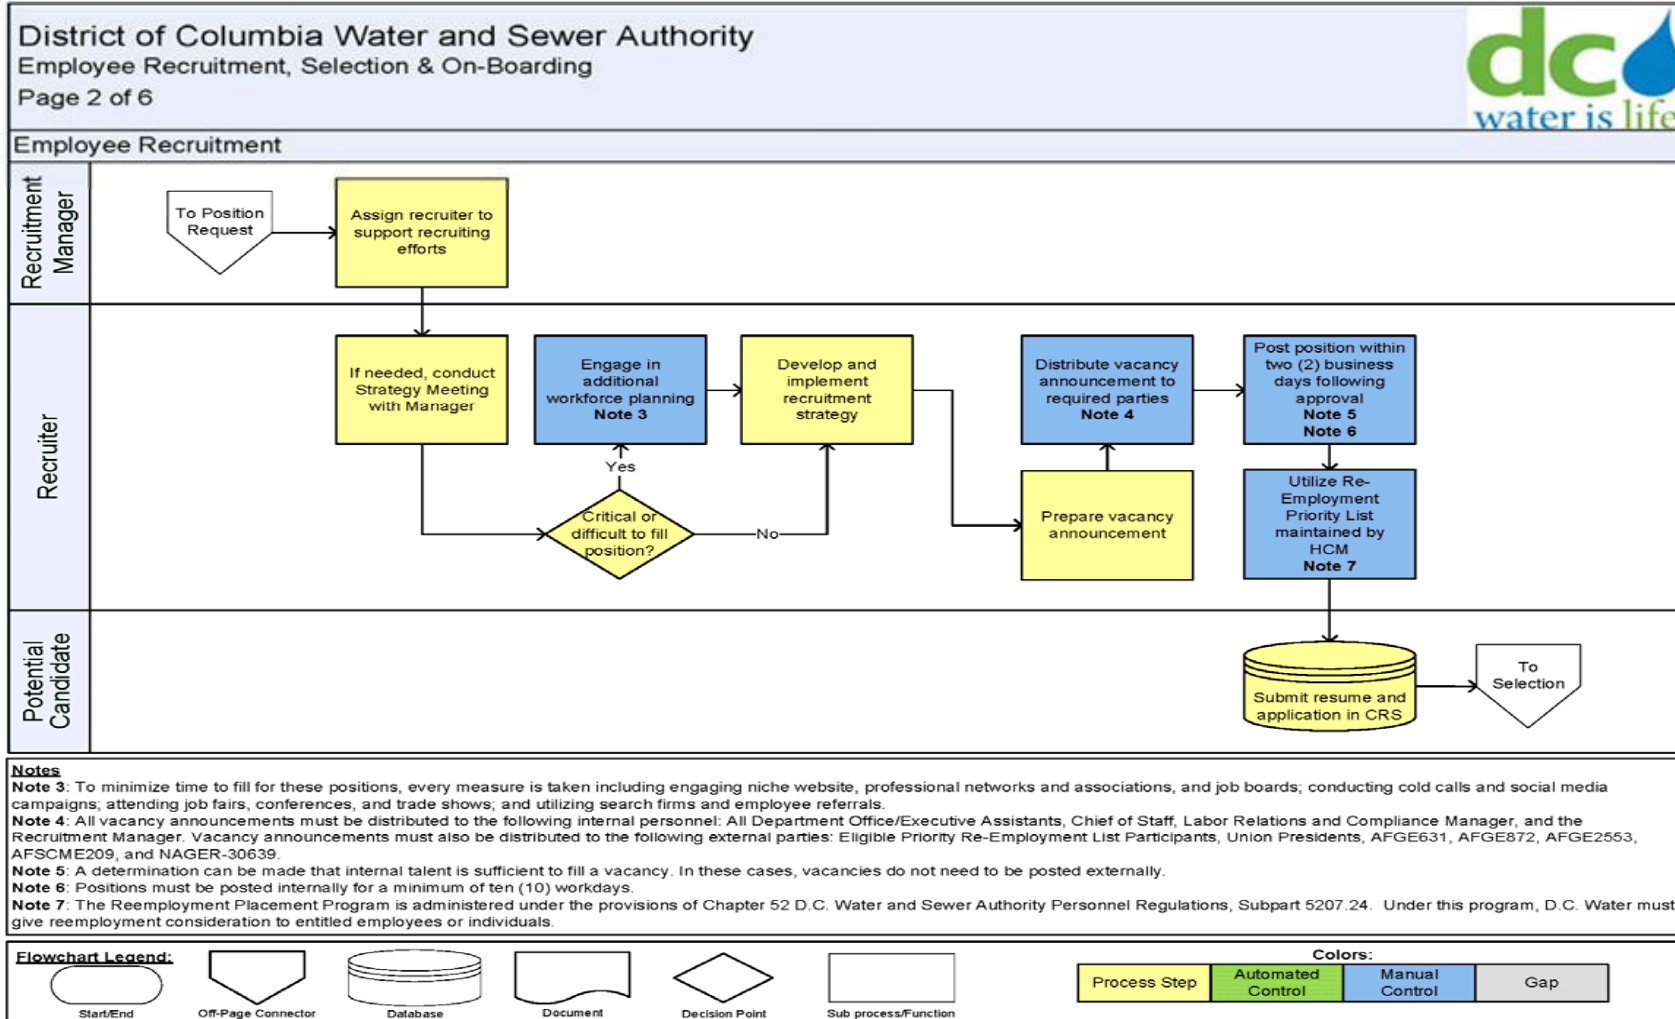 District of Columbia Water and Sewer Authority
Employee Recruitment, Selection & On-Boarding
Page 2 of 6
dc
water is life
Employee Recruitment
Recruitment
Manager
To Position
Request
Assign recruiter to
support recruiting
efforts
Recruiter
If needed, conduct
Strategy Meeting
with Manager
Engage in
additional
workforce planning
Note 3
Develop and
implement
recruitment
strategy
Distribute vacancy
announcement to
required parties
Note 4
Post position within
two (2) business
days following
approval
Note 5
Note 6
Yes
Critical or
difficult to fill
position?
No
Prepare vacancy
announcement
Utilize Re-
Employment
Priority List
maintained by
HCM
Note 7
Potential
Candidate
Submit resume and
application in CRS
To
Selection
Notes
Note 3: To minimize time to fill for these positions, every measure is taken including engaging niche website, professional networks and associations, and job boards; conducting cold calls and social media
campaigns; attending job fairs, conferences, and trade shows; and utilizing search firms and employee referrals.
Note 4: All vacancy announcements must be distributed to the following internal personnel: All Department Office/Executive Assistants, Chief of Staff, Labor Relations and Compliance Manager, and the
Recruitment Manager. Vacancy announcements must also be distributed to the following external parties: Eligible Priority Re-Employment List Participants, Union Presidents, AFGE631, AFGE872, AFGE2553,
AFSCME209, and NAGER-30639.
Note 5: A determination can be made that internal talent is sufficient to fill a vacancy. In these cases, vacancies do not need to be posted externally.
Note 6: Positions must be posted internally for a minimum of ten (10) workdays.
Note 7: The Reemployment Placement Program is administered under the provisions of Chapter 52 D.C. Water and Sewer Authority Personnel Regulations, Subpart 5207.24. Under this program, D.C. Water must
give reemployment consideration to entitled employees or individuals.
Flowchart Legend:
Start/End
Off-Page Connector
Database
Document
Decision Point
Sub process/Function
Colors:
Process Step
Automated
Control
Manual
Control
Gap